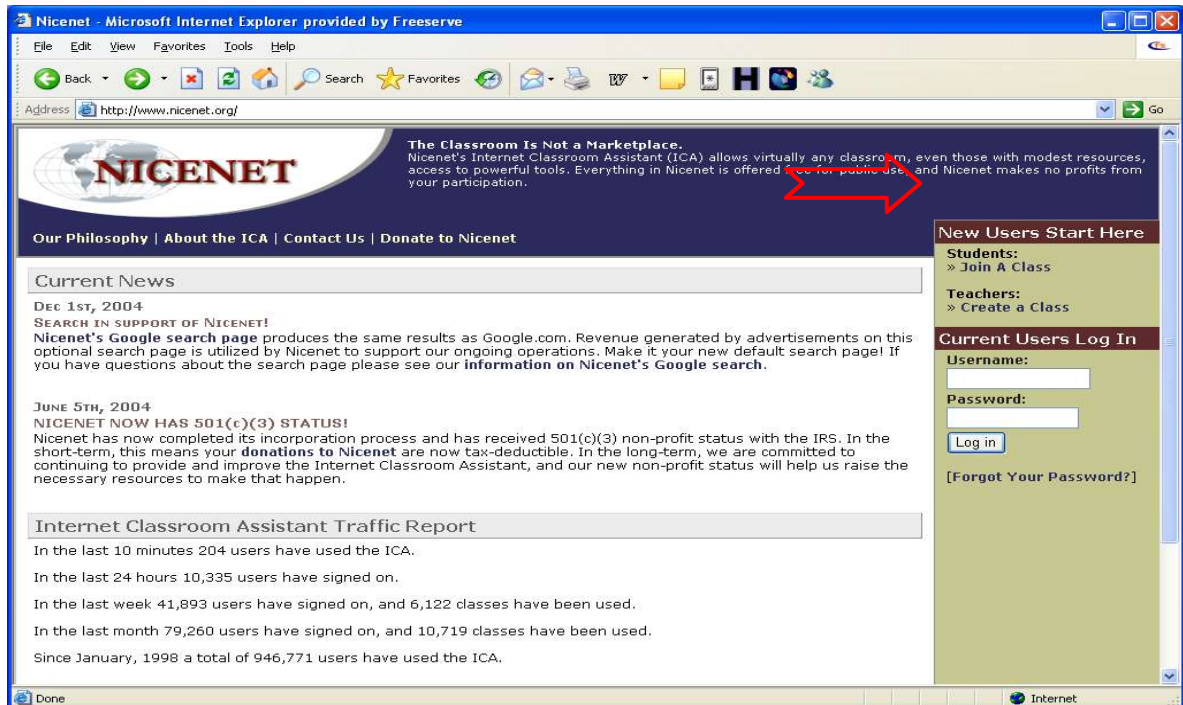 Nicenet - Microsoft Internet Explorer provided by Freeserve
File Edit View Favorites Tools Help
Back Search Favorites
Address http://www.nicenet.org/ Go
NICENET
The Classroom Is Not a Marketplace.
Nicenet's Internet Classroom Assistant (ICA) allows virtually any classroom, even those with modest resources,
access to powerful tools. Everything in Nicenet is offered free for public use, and Nicenet makes no profits from
your participation.
Our Philosophy | About the ICA | Contact Us | Donate to Nicenet
Current News
DEC 1ST, 2004
SEARCH IN SUPPORT OF NICENET!
Nicenet's Google search page produces the same results as Google.com. Revenue generated by advertisements on this
optional search page is utilized by Nicenet to support our ongoing operations. Make it your new default search page! If
you have questions about the search page please see our information on Nicenet's Google search.
JUNE 5TH, 2004
NICENET NOW HAS 501(c)(3) STATUS!
Nicenet has now completed its incorporation process and has received 501(c)(3) non-profit status with the IRS. In the
short-term, this means your donations to Nicenet are now tax-deductible. In the long-term, we are committed to
continuing to provide and improve the Internet Classroom Assistant, and our new non-profit status will help us raise the
necessary resources to make that happen.
Internet Classroom Assistant Traffic Report
In the last 10 minutes 204 users have used the ICA.
In the last 24 hours 10,335 users have signed on.
In the last week 41,893 users have signed on, and 6,122 classes have been used.
In the last month 79,260 users have signed on, and 10,719 classes have been used.
Since January, 1998 a total of 946,771 users have used the ICA.
New Users Start Here
Students:
» Join A Class
Teachers:
» Create a Class
Current Users Log In
Username:
Password:
Log in
[Forgot Your Password?]
Done Internet